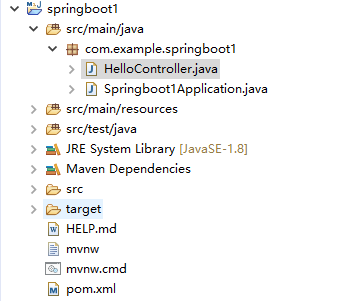 springboot1
src/main/java
com.example.springboot1
HelloController.java
Springboot1Application.java
src/main/resources
src/test/java
JRE System Library [JavaSE-1.8]
Maven Dependencies
src
target
HELP.md
mvnw
mvnw.cmd
pom.xml